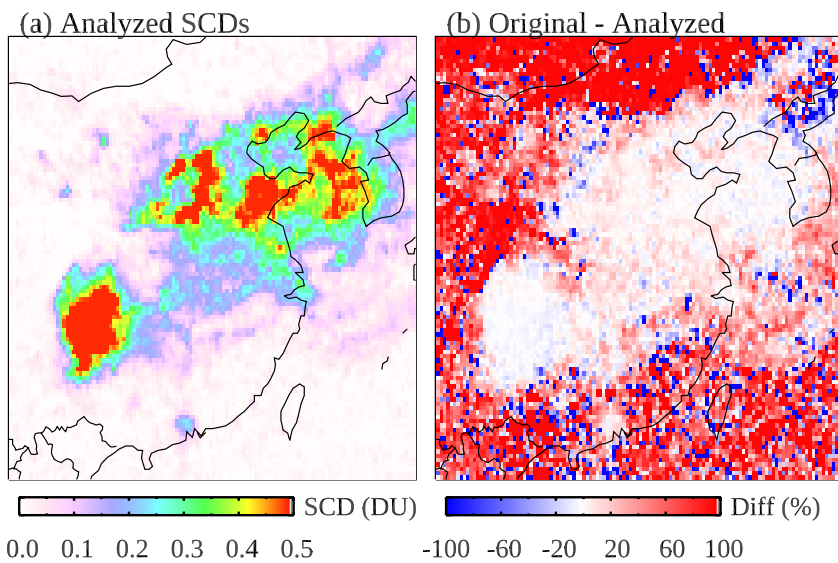 (a) Analyzed SCDs
(b) Original - Analyzed
SCD (DU)
0.0 0.1 0.2 0.3 0.4 0.5
Diff (%)
-100 -60 -20 20 60 100